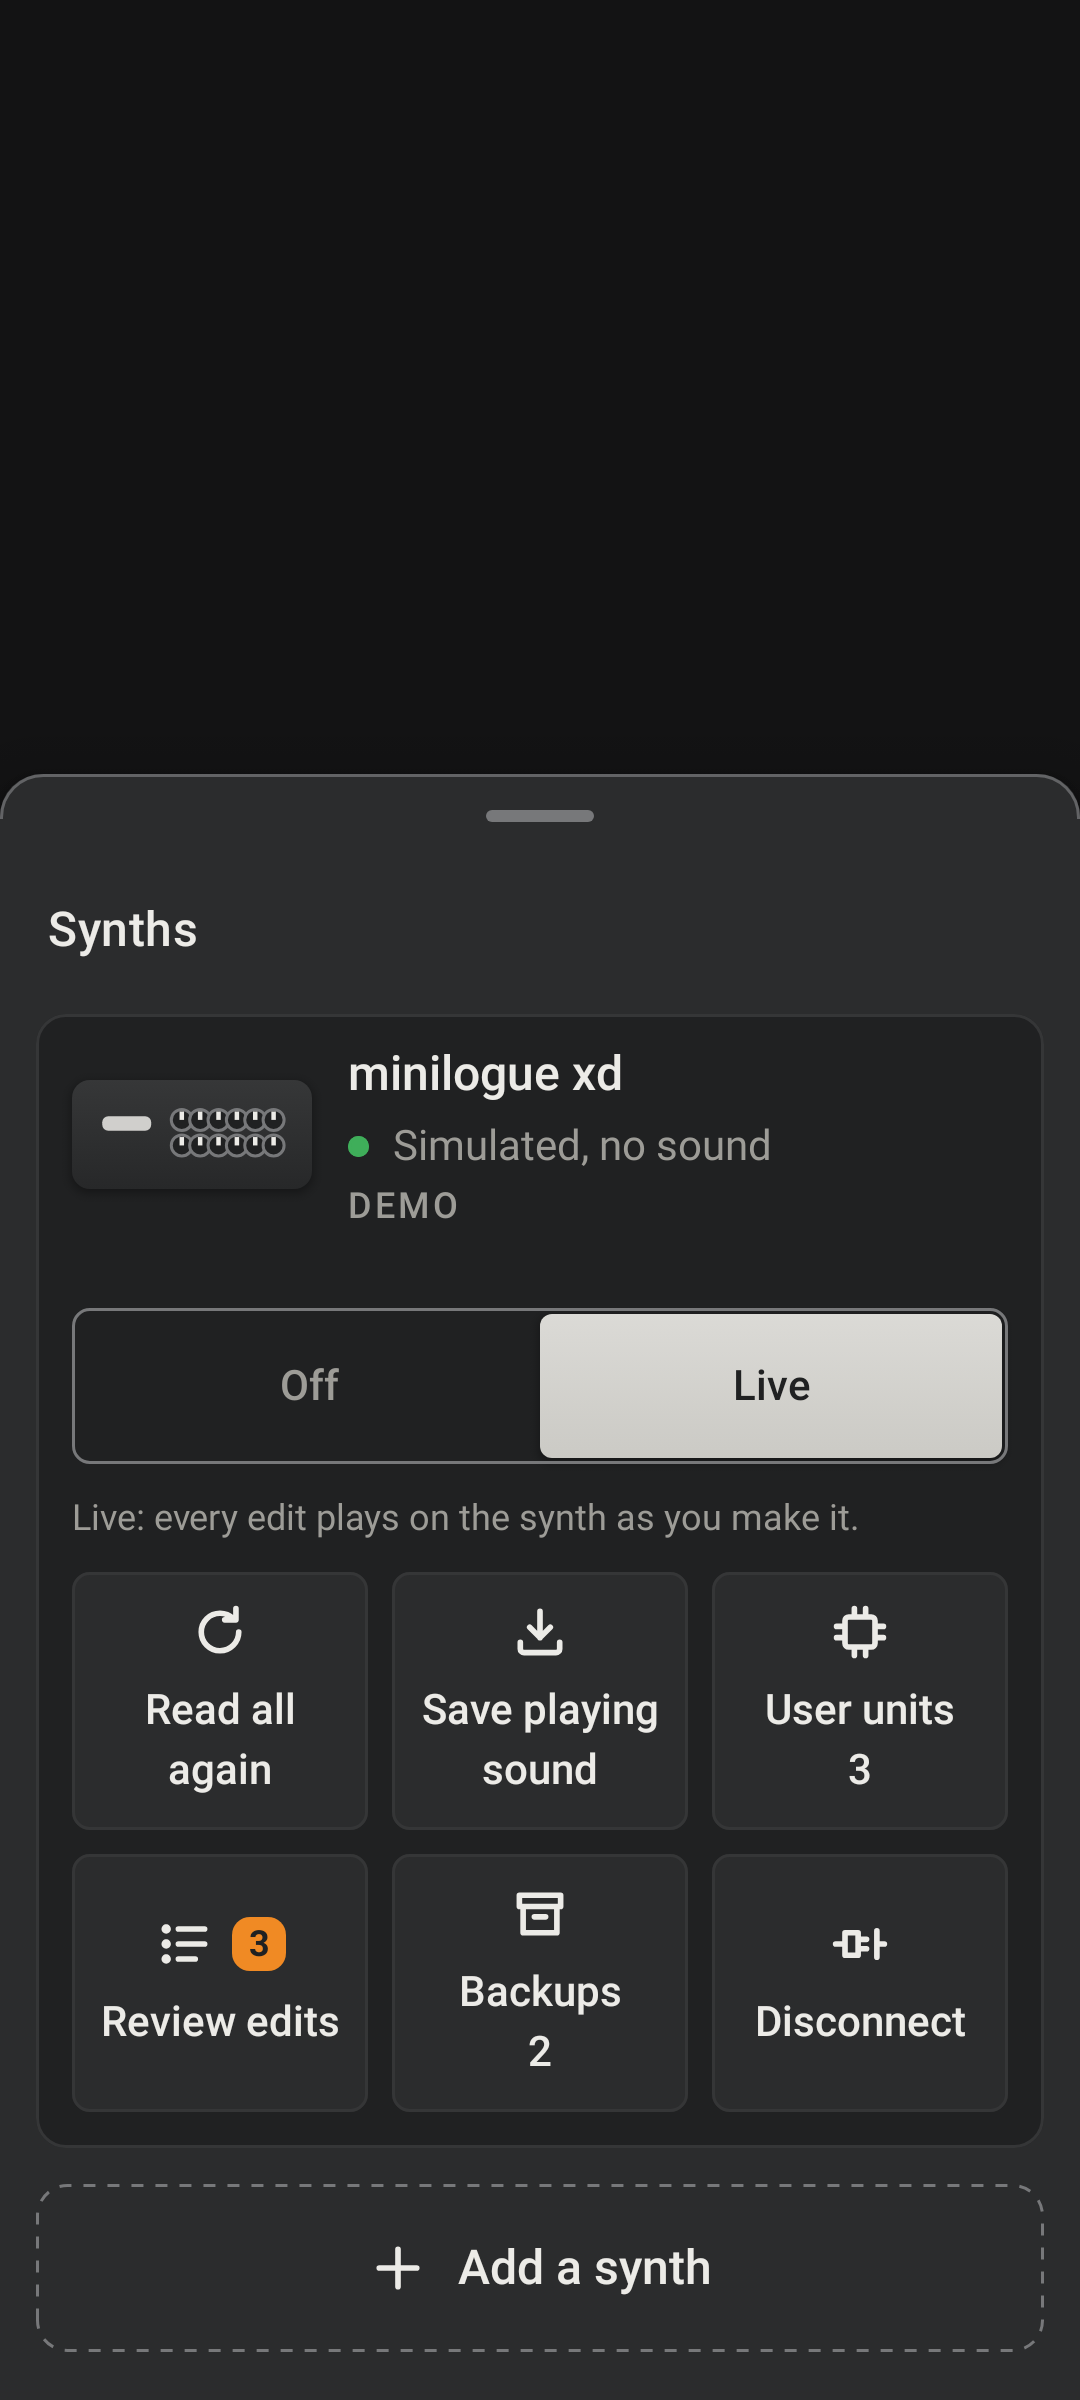 Synths
minilogue xd
Simulated, no sound
DEMO
Off
Live
Live: every edit plays on the synth as you make it.
Read all
again
Save playing
sound
User units
3
3
Review edits
Backups
2
Disconnect
Add a synth